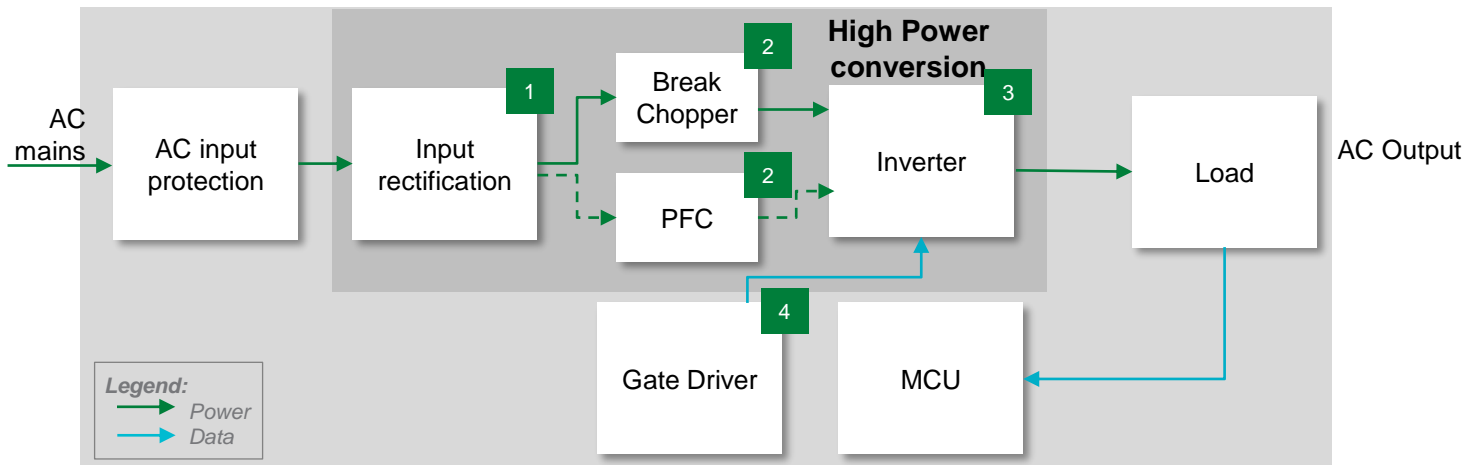 High Power
conversion
AC
mains
AC input
protection
1
Input
rectification
2
Break
Chopper
2
PFC
3
Inverter
Load
AC Output
4
Gate Driver
MCU
Legend:
Power
Data